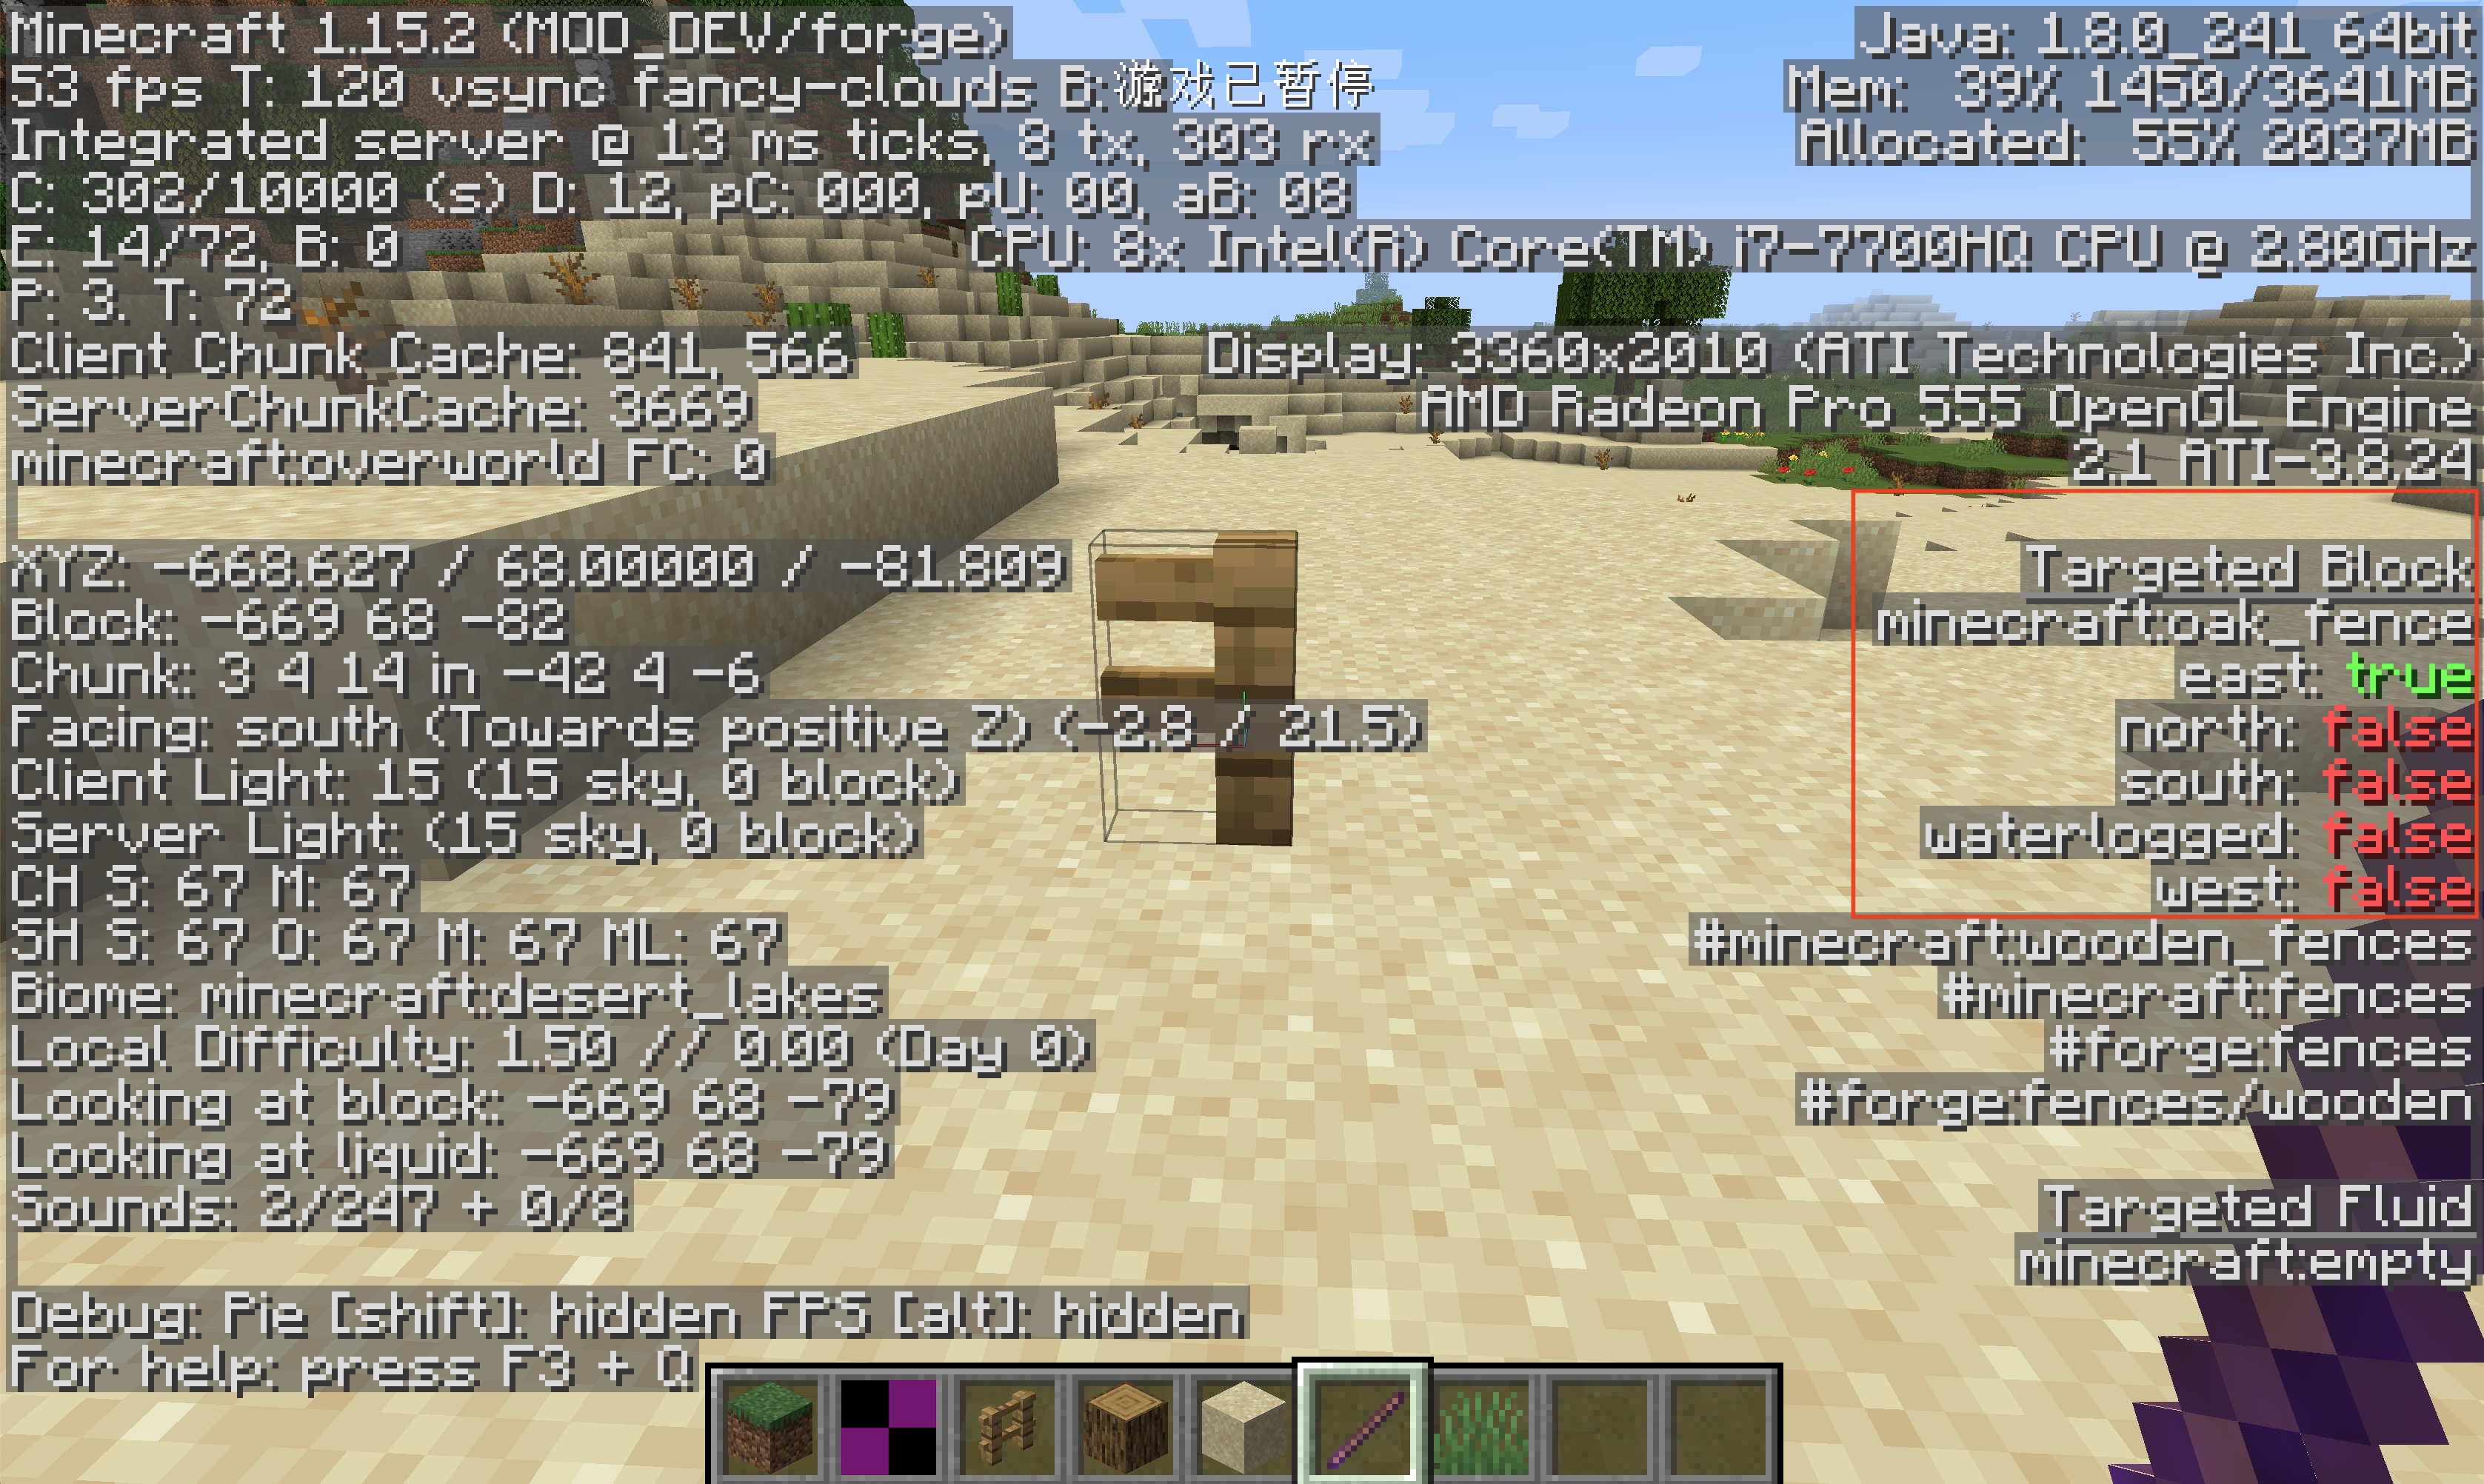 Minecraft 1.15.2 (MOD_DEV/forge)
53 fps T: 120 vsync fancy-clouds B:
游戏已暂停
Integrated server @ 13 ms ticks, 8 tx, 303 rx
C: 302/10000 (s) D: 12, pC: 000, pU: 00, aB: 08
E: 14/72, B: 0
P: 3. T: 72
Client Chunk Cache: 841, 566
ServerChunkCache: 3669
minecraft:overworld FC: 0
XYZ: -668.627 / 68.00000 / -81.809
Block: -669 68 -82
Chunk: 3 4 14 in -42 4 -6
Facing: south (Towards positive Z) (-2.8 / 21.5)
Client Light: 15 (15 sky, 0 block)
Server Light: (15 sky, 0 block)
CH S: 67 M: 67
SH S: 67 O: 67 M: 67 ML: 67
Biome: minecraft:desert_lakes
Local Difficulty: 1.50 // 0.00 (Day 0)
Looking at block: -669 68 -79
Looking at liquid: -669 68 -79
Sounds: 2/247 + 0/8
Debug: Pie [shift]: hidden FPS [alt]: hidden
For help: press F3 + Q
Java: 1.8.0_241 64bit
Mem: 39% 1450/3641MB
Allocated: 55% 2037MB
CPU: 8x Intel(R) Core(TM) i7-7700HQ CPU @ 2.80GHz
Display: 3360x2010 (ATI Technologies Inc.)
AMD Radeon Pro 555 OpenGL Engine
2.1 ATI-3.8.24
Targeted Block
minecraft:oak_fence
east: true
north: false
south: false
waterlogged: false
west: false
#minecraft:wooden_fences
#minecraft:fences
#forge:fences
#forge:fences/wooden
Targeted Fluid
minecraft:empty